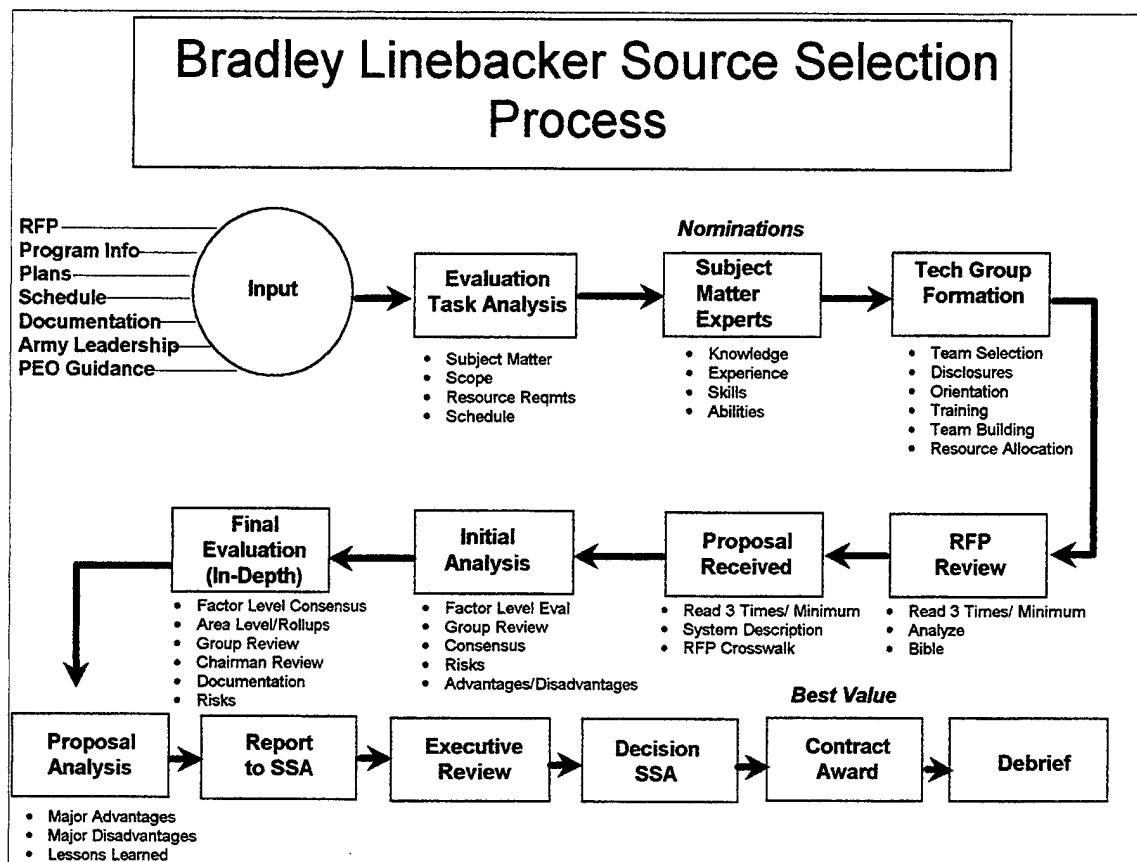 Bradley Linebacker Source Selection
Process
RFP
Program Info
Plans
Schedule
Documentation
Army Leadership
PEO Guidance
Input
Evaluation
Task Analysis
• Subject Matter
• Scope
• Resource Reqmts
• Schedule
Nominations
Subject
Matter
Experts
• Knowledge
• Experience
• Skills
• Abilities
Tech Group
Formation
• Team Selection
• Disclosures
• Orientation
• Training
• Team Building
• Resource Allocation
RFP
Review
• Read 3 Times/ Minimum
• Analyze
• Bible
Proposal
Received
• Read 3 Times/ Minimum
• System Description
• RFP Crosswalk
Initial
Analysis
• Factor Level Eval
• Group Review
• Consensus
• Risks
• Advantages/Disadvantages
Final
Evaluation
(In-Depth)
• Factor Level Consensus
• Area Level/Rollups
• Group Review
• Chairman Review
• Documentation
• Risks
Proposal
Analysis
• Major Advantages
• Major Disadvantages
• Lessons Learned
Report
to SSA
Executive
Review
Decision
SSA
Best Value
Contract
Award
Debrief